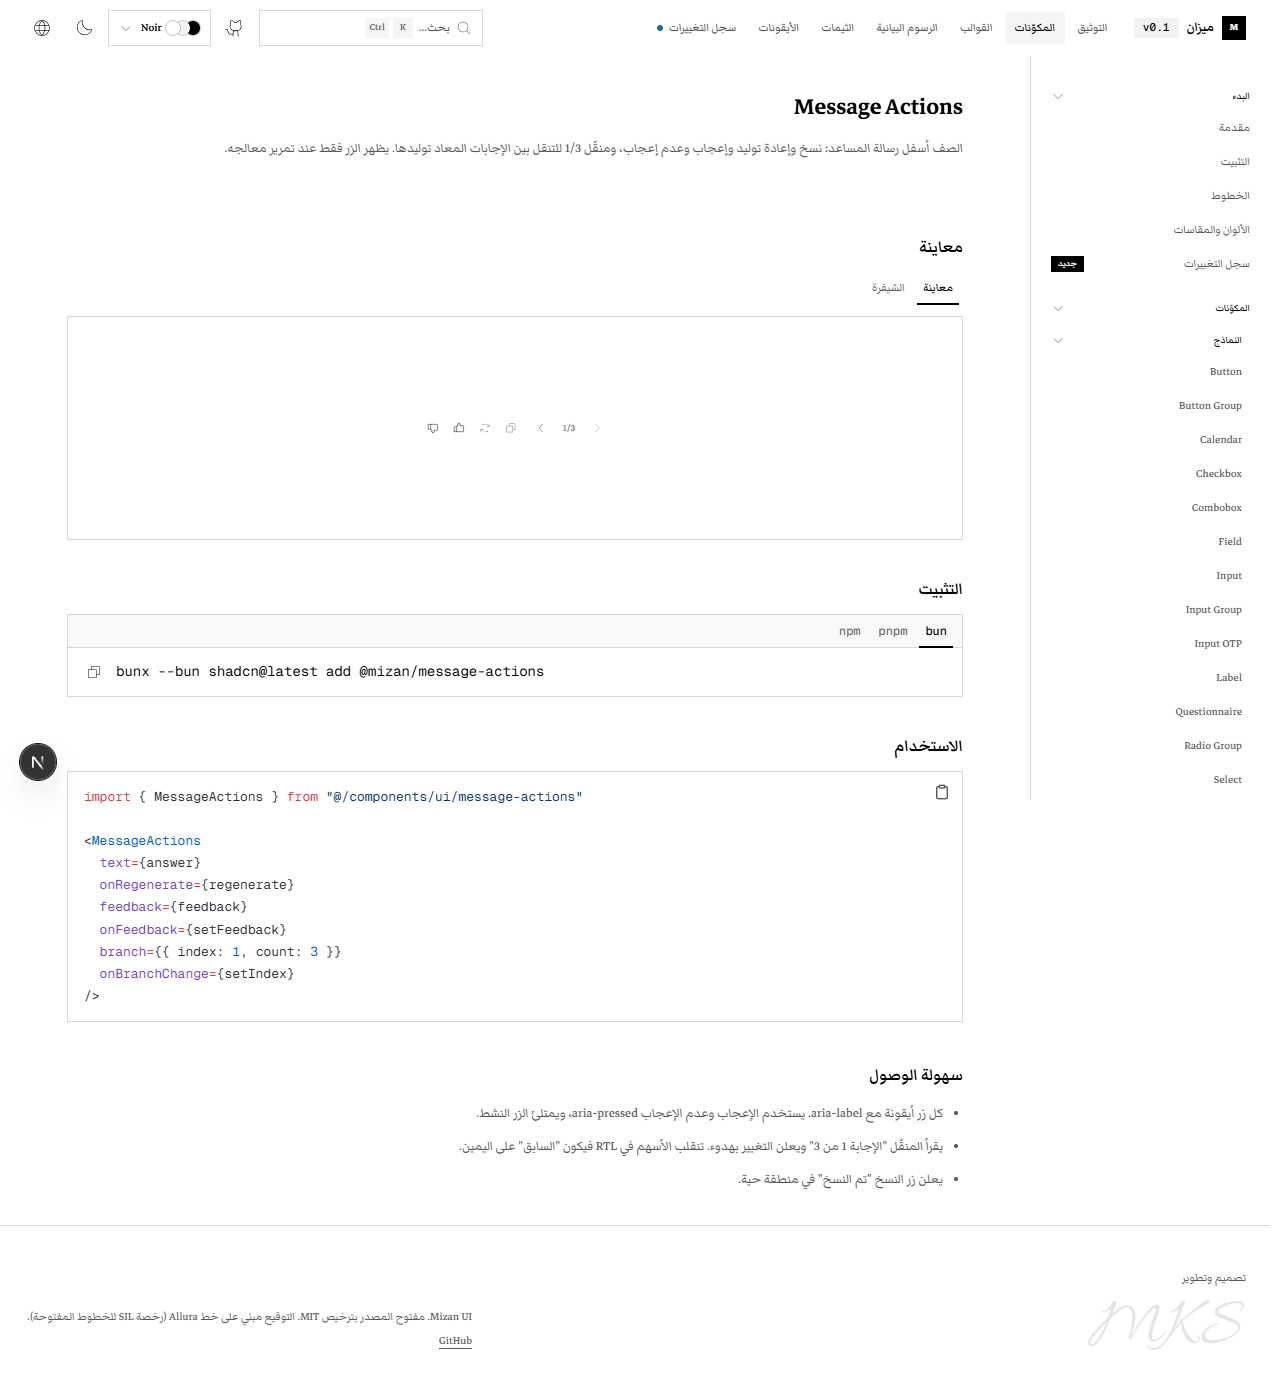 M ميزان v0.1 التوثيق المكوّنات القوالب الرسوم البيانية الثيمات الأيقونات سجل التغييرات بحث... K Ctrl Noir
البدء
مقدمة
التثبيت
الخطوط
الألوان والمقاسات
سجل التغييرات جديد
المكوّنات
النماذج
Button
Button Group
Calendar
Checkbox
Combobox
Field
Input
Input Group
Input OTP
Label
Questionnaire
Radio Group
Select
Message Actions
الصف أسفل رسالة المساعد: نسخ وإعادة توليد وإعجاب وعدم إعجاب، ومنقّل 1/3 للتنقل بين الإجابات المعاد توليدها. يظهر الزر فقط عند تمرير معالجه.
معاينة
معاينة الشيفرة
1/3
التثبيت
bun pnpm npm
bunx --bun shadcn@latest add @mizan/message-actions
الاستخدام
import { MessageActions } from "@/components/ui/message-actions"
<MessageActions
text={answer}
onRegenerate={regenerate}
feedback={feedback}
onFeedback={setFeedback}
branch={{ index: 1, count: 3 }}
onBranchChange={setIndex}
/>
سهولة الوصول
• كل زر أيقونة مع aria-label. يستخدم الإعجاب وعدم الإعجاب aria-pressed، ويمتلئ الزر النشط.
• يقرأ المنقّل "الإجابة 1 من 3" ويعلن التغيير بهدوء. تنقلب الأسهم في RTL فيكون "السابق" على اليمين.
• يعلن زر النسخ "تم النسخ" في منطقة حية.
تصميم وتطوير
MKS
Mizan UI. مفتوح المصدر بترخيص MIT. التوقيع مبني على خط Allura (رخصة SIL للخطوط المفتوحة).
GitHub
N